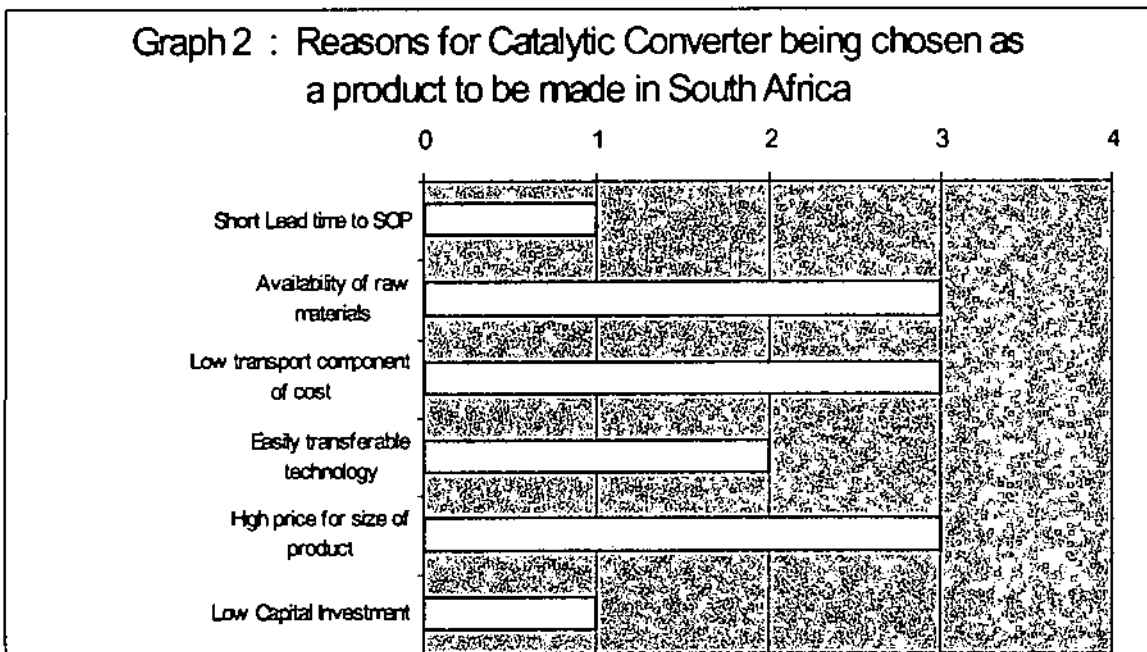 Graph 2 : Reasons for Catalytic Converter being chosen as
a product to be made in South Africa
0 1 2 3 4
Short Lead time to SOP
Availability of raw
materials
Low transport component
of cost
Easily transferable
technology
High price for size of
product
Low Capital Investment